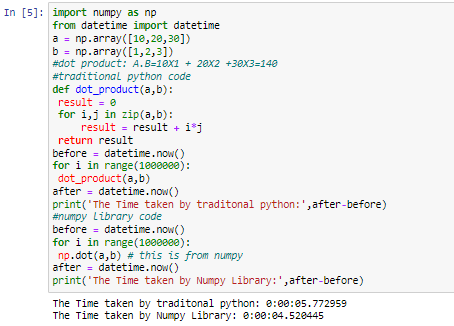 In [5]: import numpy as np
from datetime import datetime
a = np.array([10,20,30])
b = np.array([1,2,3])
#dot product: A.B=10X1 + 20X2 +30X3=140
#traditional python code
def dot_product(a,b):
 result = 0
 for i,j in zip(a,b):
     result = result + i*j
 return result
before = datetime.now()
for i in range(1000000):
 dot_product(a,b)
after = datetime.now()
print('The Time taken by traditonal python:',after-before)
#numpy library code
before = datetime.now()
for i in range(1000000):
 np.dot(a,b) # this is from numpy
after = datetime.now()
print('The Time taken by Numpy Library:',after-before)
The Time taken by traditonal python: 0:00:05.772959
The Time taken by Numpy Library: 0:00:04.520445